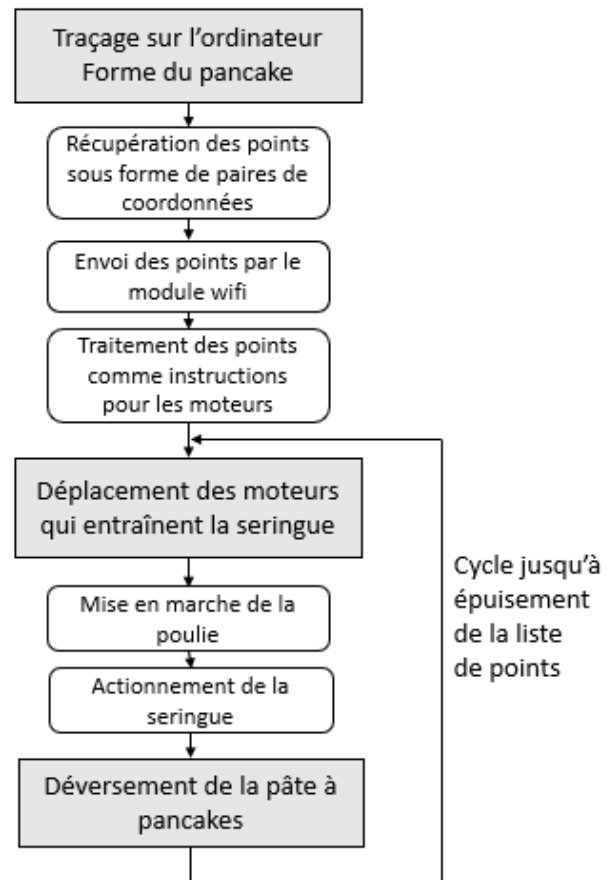 Traçage sur l'ordinateur
Forme du pancake
Récupération des points
sous forme de paires de
coordonnées
Envoi des points par le
module wifi
Traitement des points
comme instructions
pour les moteurs
Déplacement des moteurs
qui entraînent la seringue
Cycle jusqu'à
épuisement
de la liste
de points
Mise en marche de la
poulie
Actionnement de la
seringue
Déversement de la pâte à
pancakes